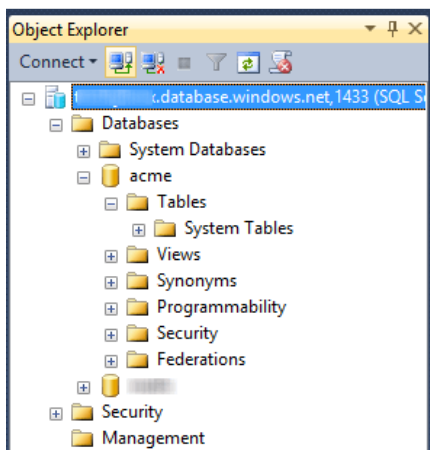 Object Explorer
Connect
.database.windows.net,1433 (SQL S
Databases
System Databases
acme
Tables
System Tables
Views
Synonyms
Programmability
Security
Federations
Security
Management